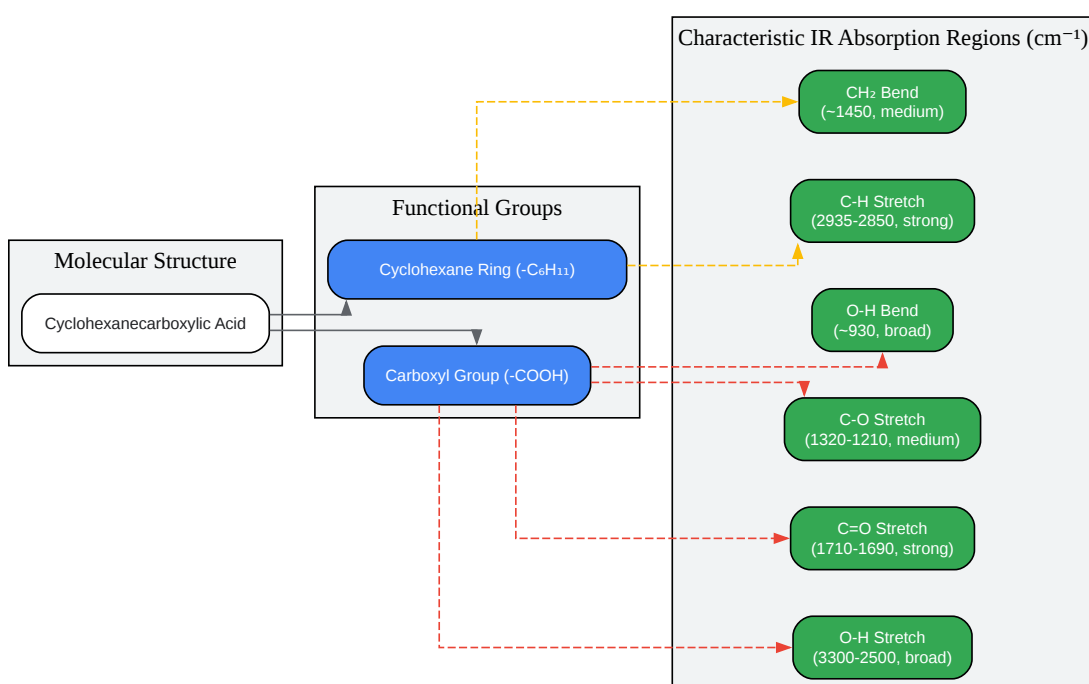 Molecular Structure
Cyclohexanecarboxylic Acid
Functional Groups
Cyclohexane Ring (-C₆H₁₁)
Carboxyl Group (-COOH)
Characteristic IR Absorption Regions (cm⁻¹)
CH₂ Bend
(~1450, medium)
C-H Stretch
(2935-2850, strong)
O-H Bend
(~930, broad)
C-O Stretch
(1320-1210, medium)
C=O Stretch
(1710-1690, strong)
O-H Stretch
(3300-2500, broad)